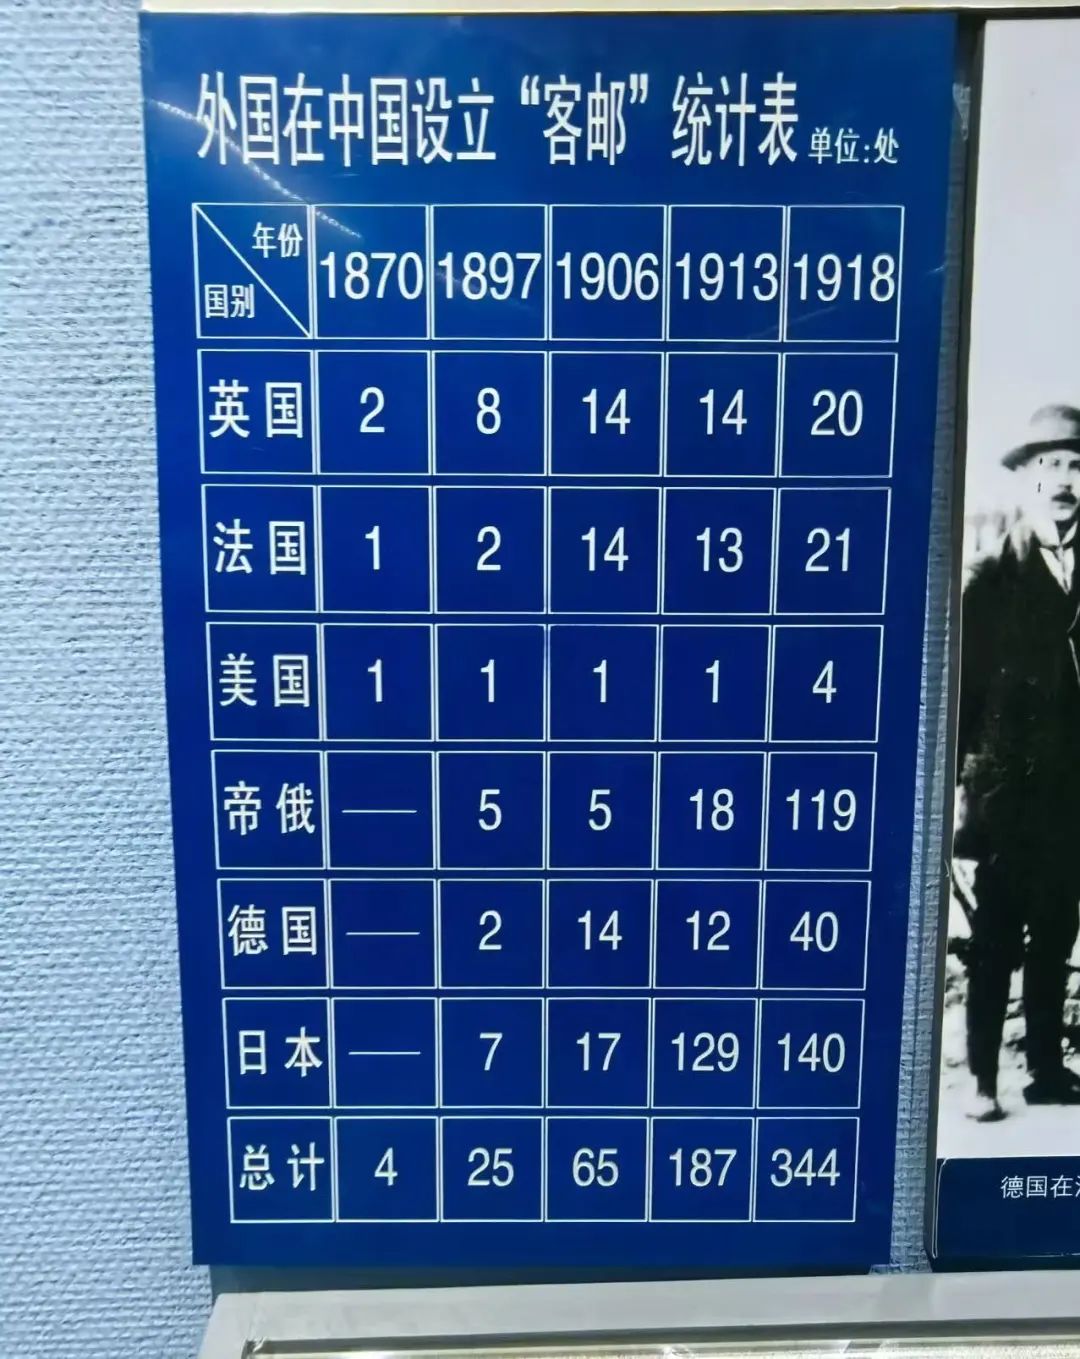 外国在中国设立“客邮”统计表 单位:处
年份 国别 1870 1897 1906 1913 1918
英国 2 8 14 14 20
法国 1 2 14 13 21
美国 1 1 1 1 4
帝俄 — 5 5 18 119
德国 — 2 14 12 40
日本 — 7 17 129 140
总计 4 25 65 187 344
德国在